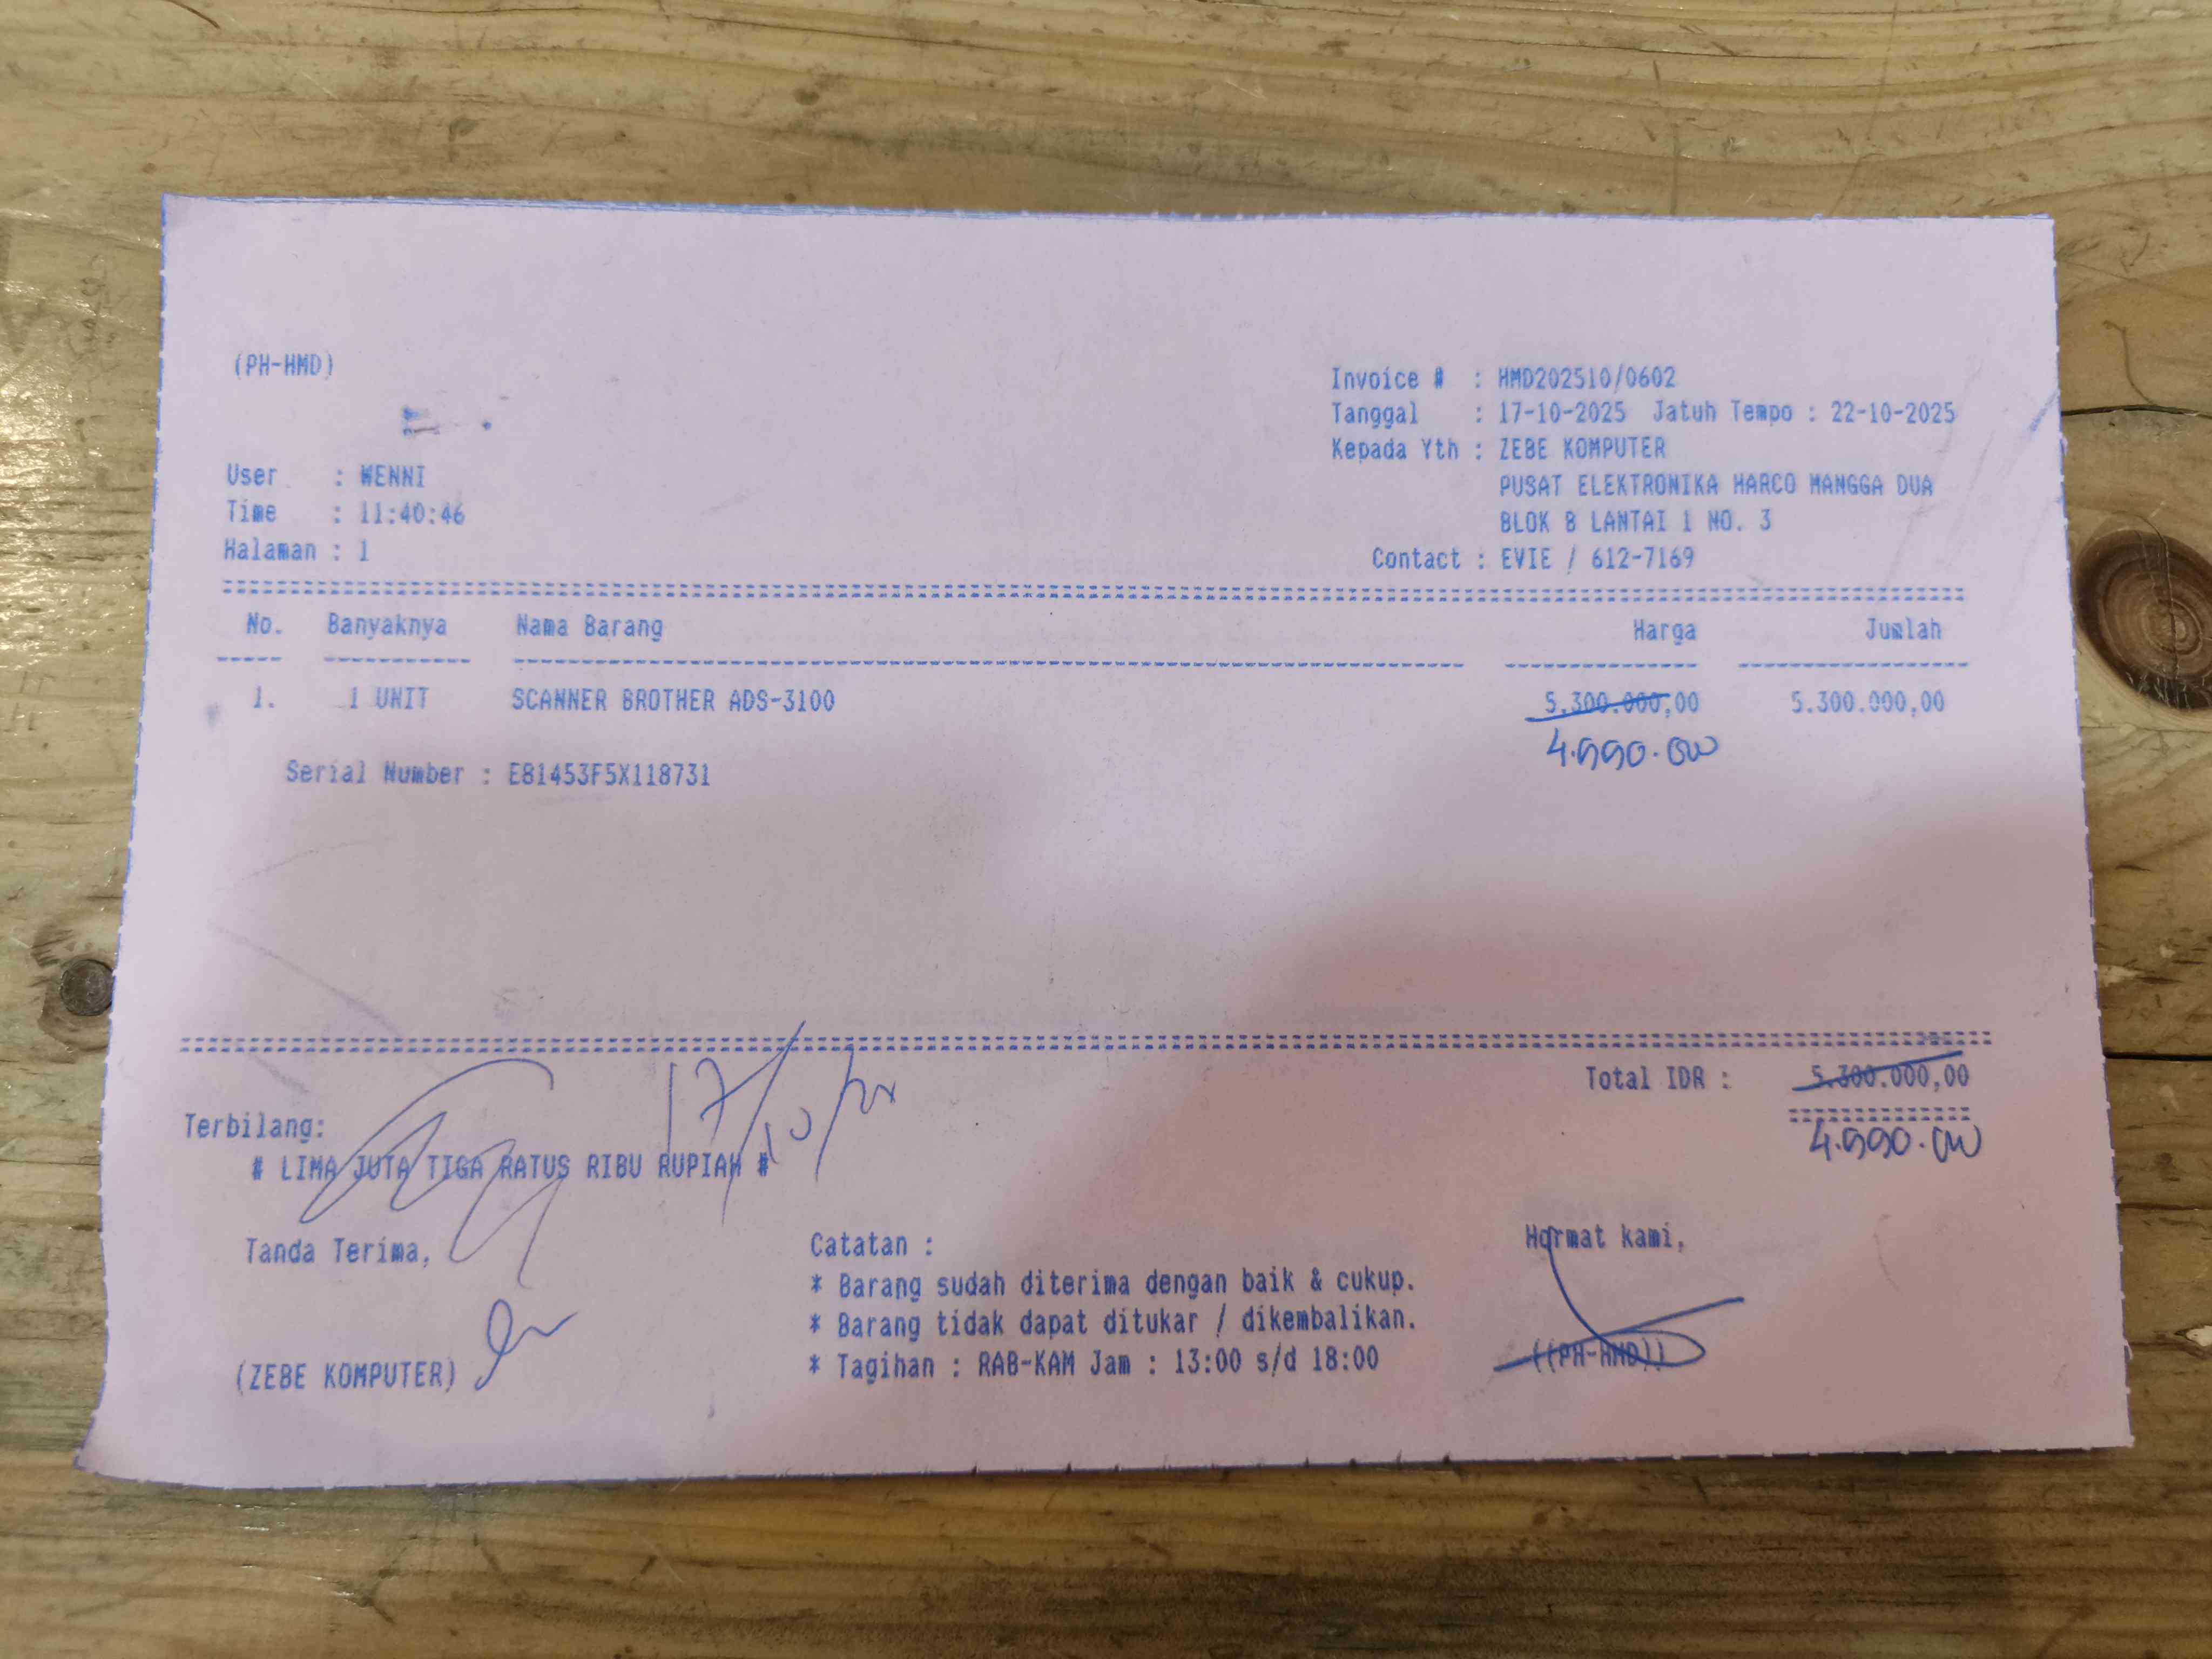 (PH-HMD)
Invoice # : HMD202510/0602
Tanggal : 17-10-2025 Jatuh Tempo : 22-10-2025
Kepada Yth : ZEBE KOMPUTER
User : WENNI
PUSAT ELEKTRONIKA HARCO MANGGA DUA
Time : 11:40:46
BLOK B LANTAI 1 NO. 3
Halaman : 1
Contact : EVIE / 612-7169
No. Banyaknya Nama Barang Harga Jumlah
1. 1 UNIT SCANNER BROTHER ADS-3100 5.300.000,00 5.300.000,00
4.990.000
Serial Number : E81453F5X118731
Total IDR : 5.300.000,00
4.990.000
17/10/
Terbilang:
# LIMA JUTA TIGA RATUS RIBU RUPIAH #
Tanda Terima,
(ZEBE KOMPUTER)
Catatan :
* Barang sudah diterima dengan baik & cukup.
* Barang tidak dapat ditukar / dikembalikan.
* Tagihan : RAB-KAM Jam : 13:00 s/d 18:00
Hormat kami,
((PH-HMD))